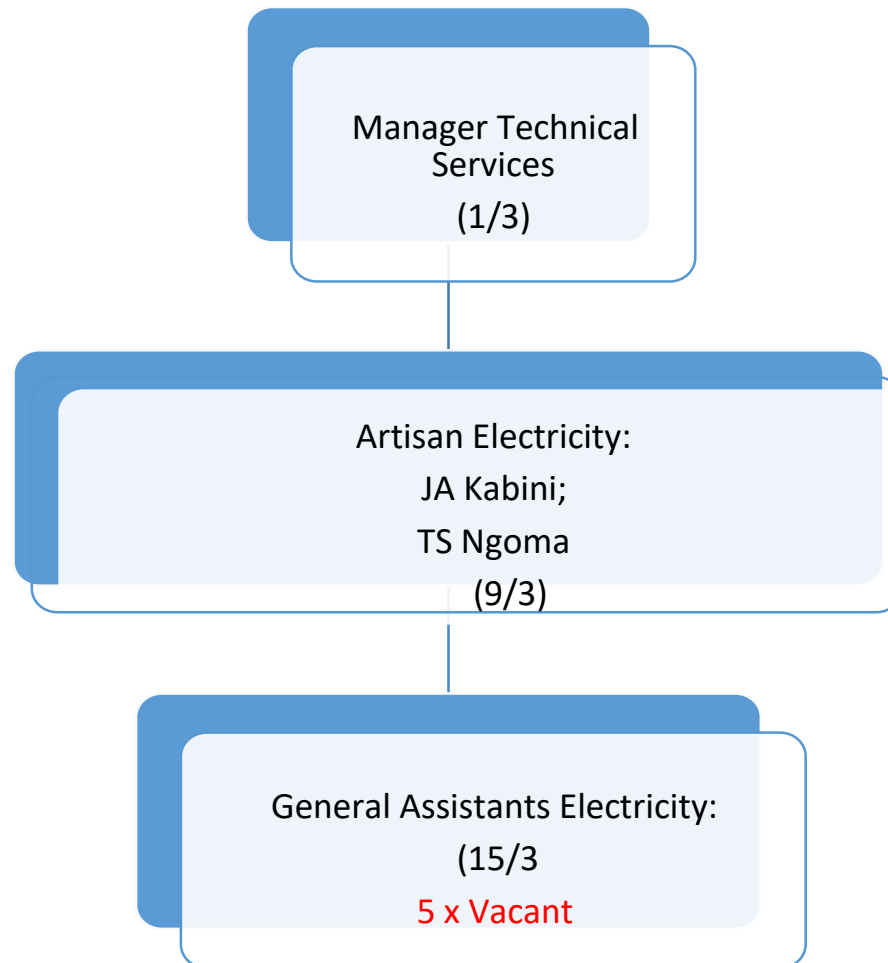 Manager Technical
Services
(1/3)
Artisan Electricity:
JA Kabini;
TS Ngoma
(9/3)
General Assistants Electricity:
(15/3
5 x Vacant